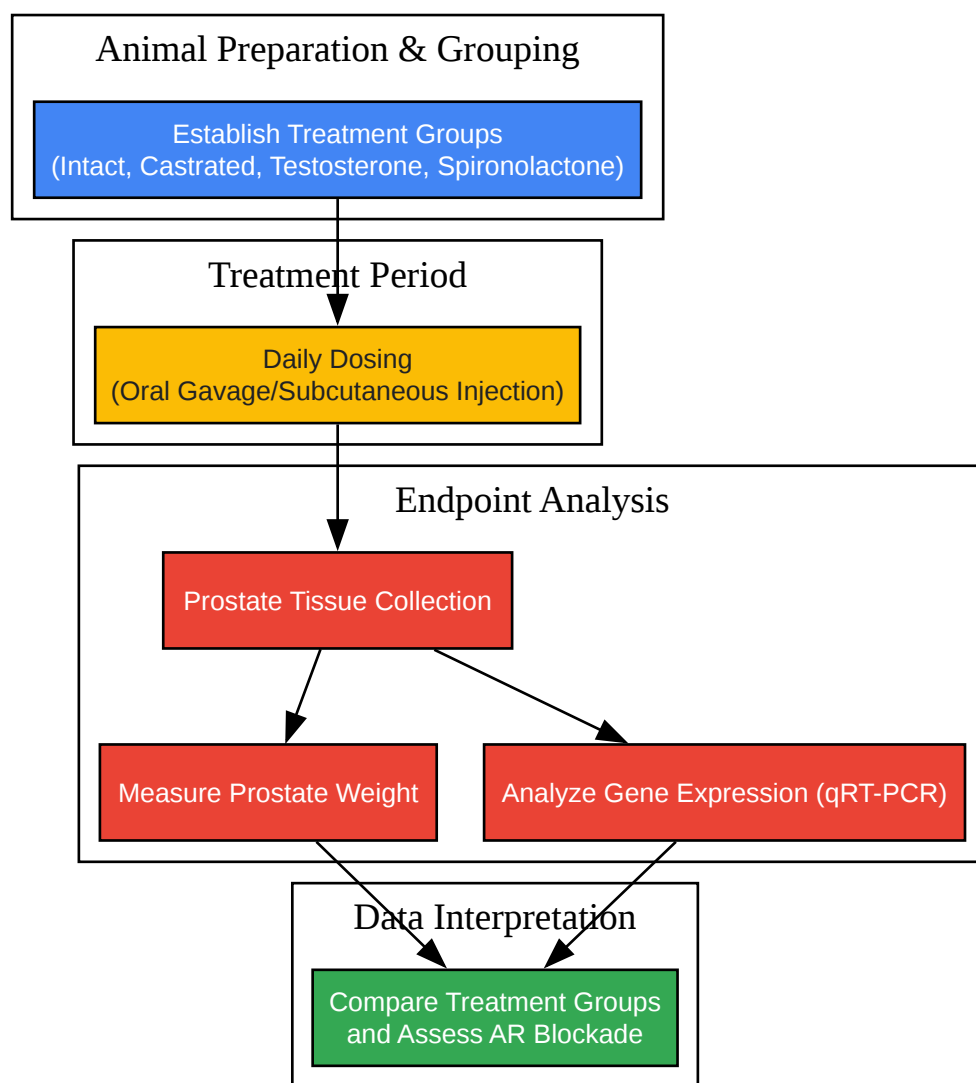 Animal Preparation & Grouping
Establish Treatment Groups
(Intact, Castrated, Testosterone, Spironolactone)
Treatment Period
Daily Dosing
(Oral Gavage/Subcutaneous Injection)
Endpoint Analysis
Prostate Tissue Collection
Measure Prostate Weight
Analyze Gene Expression (qRT-PCR)
Data Interpretation
Compare Treatment Groups
and Assess AR Blockade